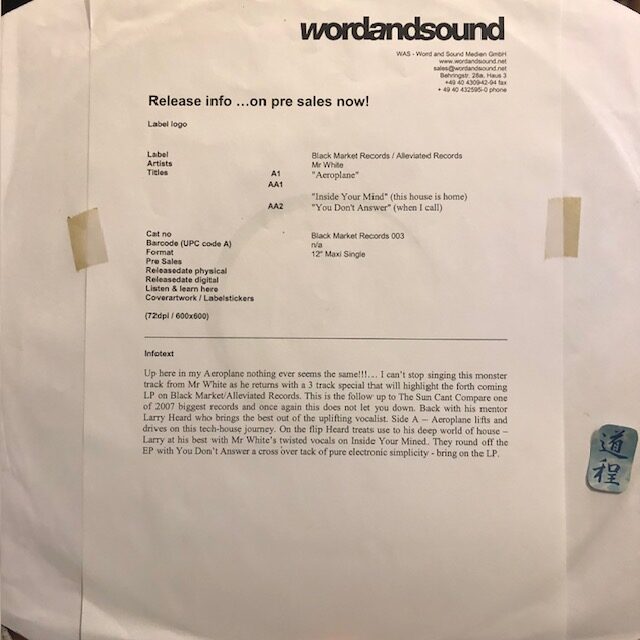 wordandsound
WAS - Word and Sound Medien GmbH
www.wordandsound.net
sales@wordandsound.net
Behringstr. 28a, Haus 3
+49 40 430942-94 fax
+ 49 40 432595-0 phone
Release info ...on pre sales now!
Label logo
Label Black Market Records / Alleviated Records
Artists Mr White
Titles A1 "Aeroplane"
AA1
"Inside Your Mind" (this house is home)
AA2 "You Don't Answer" (when I call)
Cat no Black Market Records 003
Barcode (UPC code A) n/a
Format 12" Maxi Single
Pre Sales
Releasedate physical
Releasedate digital
Listen & learn here
Coverartwork / Labelstickers
(72dpi / 600x600)
Infotext
Up here in my Aeroplane nothing ever seems the same!!!... I can't stop singing this monster
track from Mr White as he returns with a 3 track special that will highlight the forth coming
LP on Black Market/Alleviated Records. This is the follow up to The Sun Cant Compare one
of 2007 biggest records and once again this does not let you down. Back with his mentor
Larry Heard who brings the best out of the uplifting vocalist. Side A – Aeroplane lifts and
drives on this tech-house journey. On the flip Heard treats use to his deep world of house –
Larry at his best with Mr White's twisted vocals on Inside Your Mined. They round off the
EP with You Don't Answer a cross over tack of pure electronic simplicity - bring on the LP.
道
程